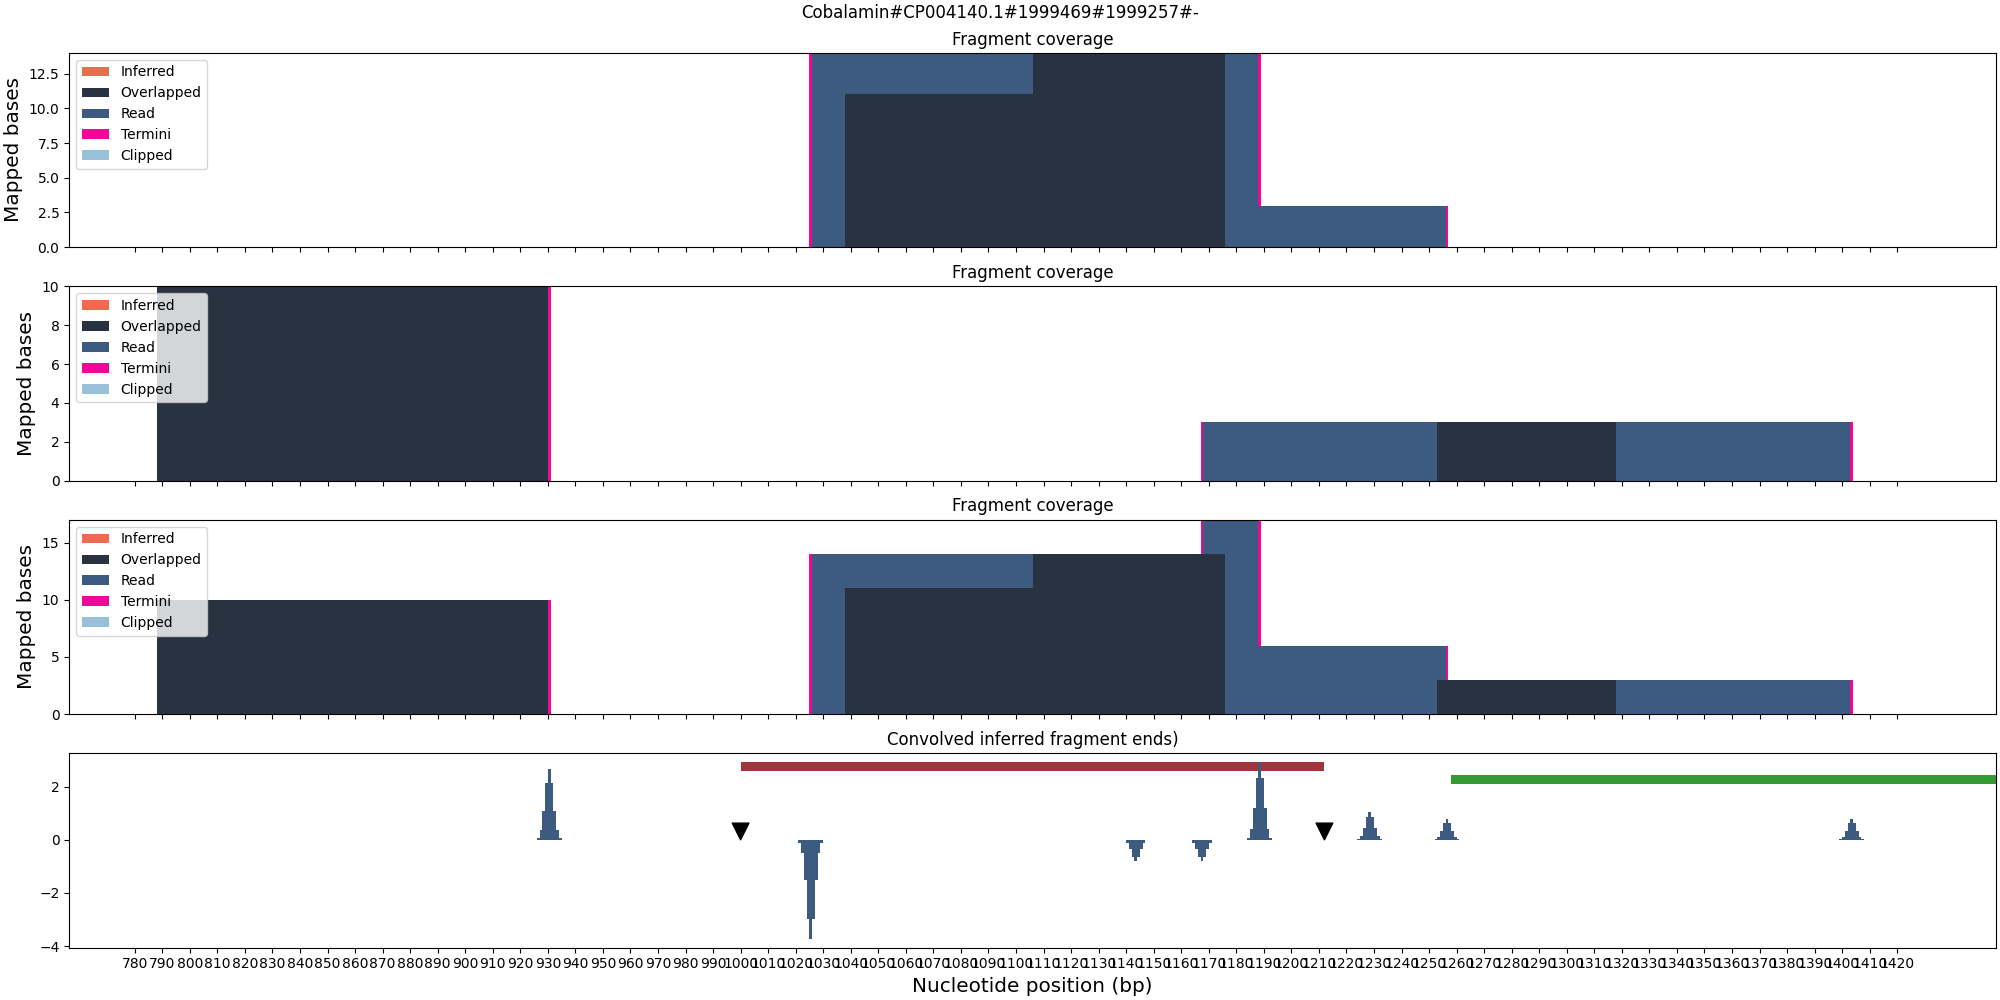 Cobalamin#CP004140.1#1999469#1999257#-
Fragment coverage
Mapped bases
12.5
10.0
7.5
5.0
2.5
0.0
Inferred
Overlapped
Read
Termini
Clipped
Fragment coverage
Mapped bases
10
8
6
4
2
0
Inferred
Overlapped
Read
Termini
Clipped
Fragment coverage
Mapped bases
15
10
5
0
Inferred
Overlapped
Read
Termini
Clipped
Convolved inferred fragment ends)
2
0
−2
−4
780 790 800 810 820 830 840 850 860 870 880 890 900 910 920 930 940 950 960 970 980 990 1000 1010 1020 1030 1040 1050 1060 1070 1080 1090 1100 1110 1120 1130 1140 1150 1160 1170 1180 1190 1200 1210 1220 1230 1240 1250 1260 1270 1280 1290 1300 1310 1320 1330 1340 1350 1360 1370 1380 1390 1400 1410 1420
Nucleotide position (bp)